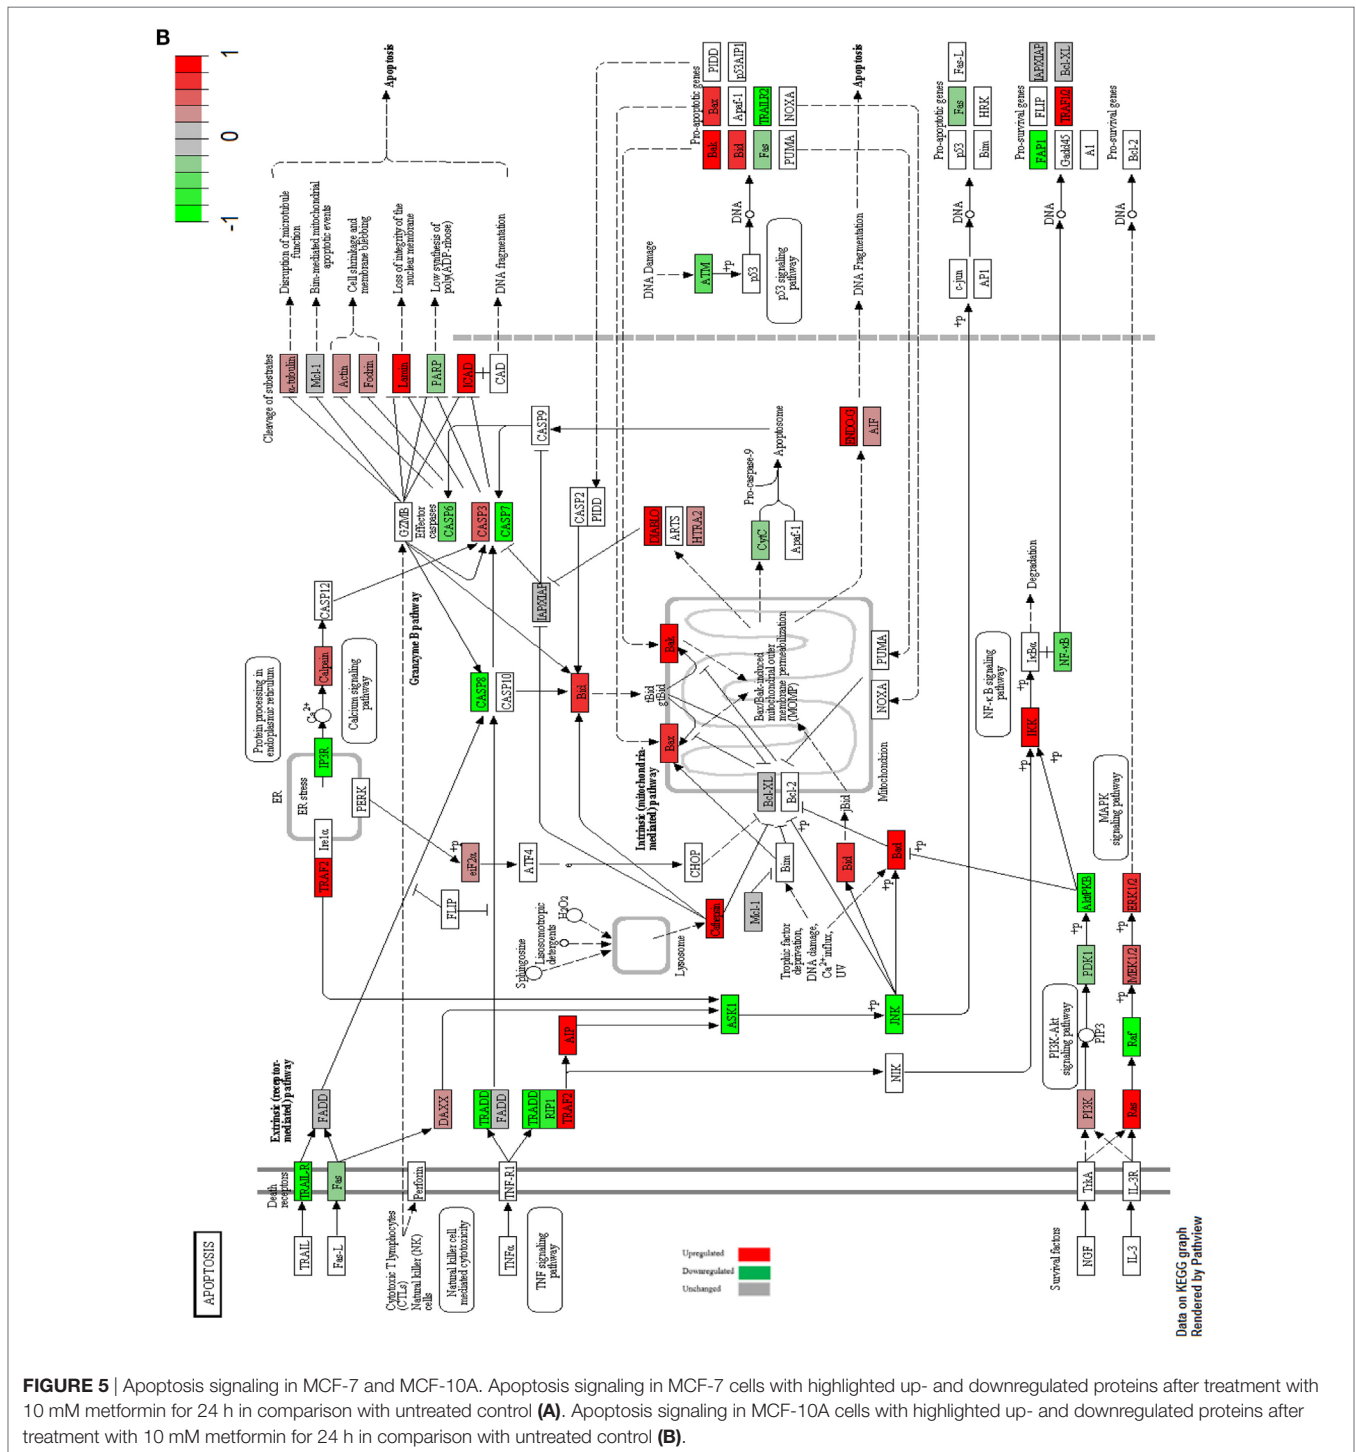 B
1
0
-1
Apoptosis
Disruption of microtubule
function
Bim-mediated mitochondrial
apoptotic events
Cell shrinkage and
membrane blebbing
Loss of integrity of the
nuclear membrane
Low synthesis of
poly(ADP-ribose)
DNA fragmentation
Cleavage of substrates
α-tubulin
Mcl-1
Actin
Fodrin
Lamin
PARP
ICAD
CAD
GZMB
Effector
caspases
CASP6
CASP3
CASP7
CASP9
Apoptosome
Pro-caspase-9
CytC
Apaf-1
CASP2
PIDD
DIABLO
ARTS
HTRA2
ENDO-G
AIF
DNA Fragmentation
Apoptosis
Pro-apoptotic genes
Bak
Bax
PIDD
Bid
Apaf-1
p53AIP1
Fas
TRAILR2
PUMA
NOXA
DNA
DNA Damage
ATM
+p
p53
p53 signaling
pathway
Pro-apoptotic genes
p53
Fas
Fas-L
Bim
HRK
DNA
c-jun
AP1
+p
Pro-survival genes
FAP1
FLIP
IAP/XIAP
Gadd45
TRAF1/2
Bcl-XL
A1
DNA
Pro-survival genes
Bcl-2
DNA
Protein processing in
endoplasmic reticulum
Calcium signaling
pathway
Ca2+
Calpain
CASP12
IP3R
ER
ER stress
PERK
Ire1α
TRAF2
Granzyme B pathway
CASP8
CASP10
IAP/XIAP
Bid
tBid
gtBid
Bak
Bax
Bax/Bak-induced
mitochondrial outer
membrane permeabilization
(MOMP)
PUMA
NOXA
Intrinsic (mitochondria-
mediated) pathway
Mitochondrion
Bcl-XL
Bcl-2
+p
jBid
Bid
Bad
+p
+p
Bim
Mcl-1
CHOP
e
ATF4
eiF2α
+p
FLIP
Cathepsin
Lysosome
H2O2
Lisosomotropic
detergents
Sphingosine
Trophic factor
deprivation,
DNA damage,
Ca2+ influx,
UV
NF-κB signaling
pathway
Degradation
IκBα
NF-κB
+p
IKK
+p
+p
MAPK
signaling pathway
Akt/PKB
ERK1/2
+p
+p
PDK1
MEK1/2
+p
PI3K-Akt
signaling pathway
PIP3
Raf
PI3K
Ras
ASK1
JNK
+p
AIP
NIK
Extrinsic (receptor-
mediated) pathway
FADD
DAXX
TRADD
FADD
TRADD
RIP1
TRAF2
Death
receptors
TRAIL-R
Fas
Perforin
TNF-R1
TrkA
IL-3R
TRAIL
Fas-L
Cytotoxic T lymphocytes
(CTLs)
Natural killer (NK)
cells
Natural killer cell
mediated cytotoxicity
TNFα
TNF signaling
pathway
Survival factors
NGF
IL-3
APOPTOSIS
Upregulated
Downregulated
Unchanged
Data on KEGG graph
Rendered by Pathview
FIGURE 5 | Apoptosis signaling in MCF-7 and MCF-10A. Apoptosis signaling in MCF-7 cells with highlighted up- and downregulated proteins after treatment with
10 mM metformin for 24 h in comparison with untreated control (A). Apoptosis signaling in MCF-10A cells with highlighted up- and downregulated proteins after
treatment with 10 mM metformin for 24 h in comparison with untreated control (B).